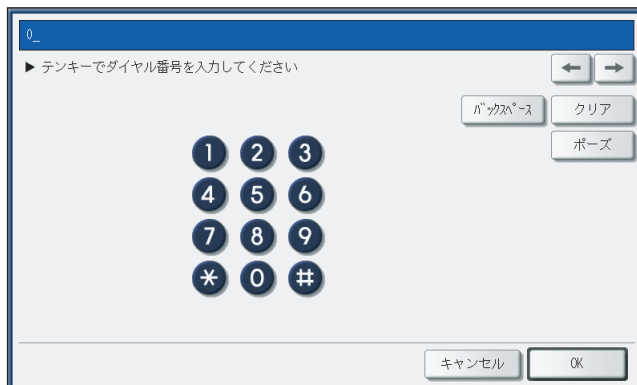 0_
▶ テンキーでダイヤル番号を入力してください
← →
バックスペース クリア
ポーズ
1 2 3
4 5 6
7 8 9
* 0 #
キャンセル OK